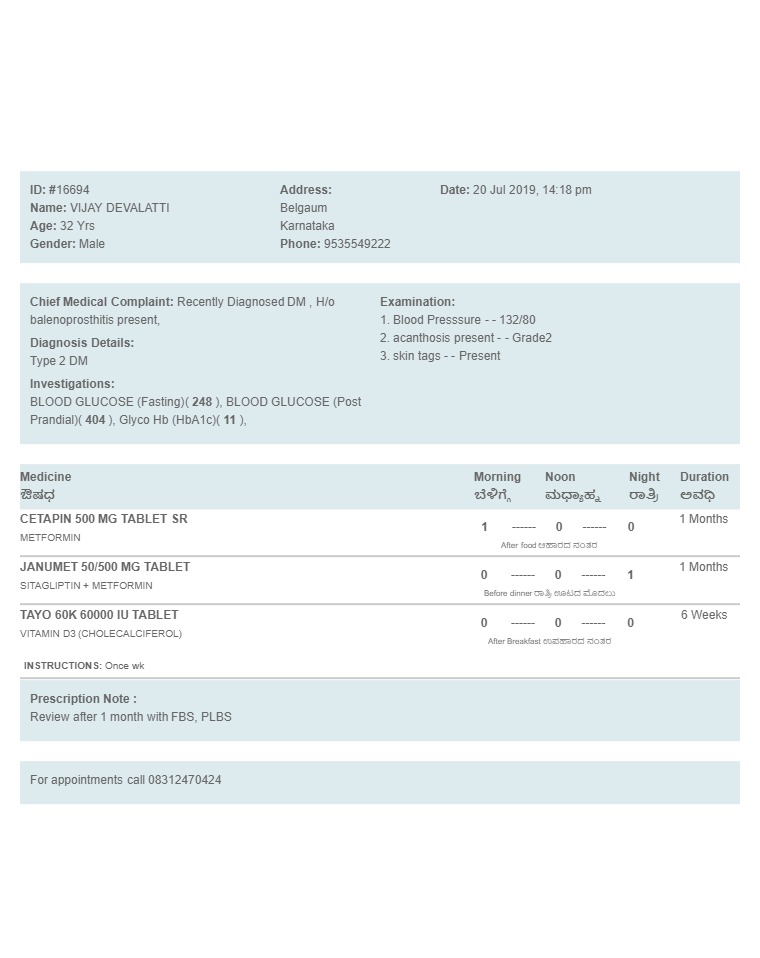 ID: #16694
Name: VIJAY DEVALATTI
Age: 32 Yrs
Gender: Male
Address:
Belgaum
Karnataka
Phone: 9535549222
Date: 20 Jul 2019, 14:18 pm
Chief Medical Complaint: Recently Diagnosed DM , H/o
balenoprosthitis present,
Diagnosis Details:
Type 2 DM
Investigations:
BLOOD GLUCOSE (Fasting)( 248 ), BLOOD GLUCOSE (Post
Prandial)( 404 ), Glyco Hb (HbA1c)( 11 ),
Examination:
1. Blood Presssure - - 132/80
2. acanthosis present - - Grade2
3. skin tags - - Present
Medicine Morning Noon Night Duration
ಔಷಧ ಬೆಳಿಗ್ಗೆ ಮಧ್ಯಾಹ್ನ ರಾತ್ರಿ ಅವಧಿ
CETAPIN 500 MG TABLET SR 1 ------ 0 ------ 0 1 Months
METFORMIN
After food ಆಹಾರದ ನಂತರ
JANUMET 50/500 MG TABLET 0 ------ 0 ------ 1 1 Months
SITAGLIPTIN + METFORMIN
Before dinner ರಾತ್ರಿ ಊಟದ ಮೊದಲು
TAYO 60K 60000 IU TABLET 0 ------ 0 ------ 0 6 Weeks
VITAMIN D3 (CHOLECALCIFEROL)
After Breakfast ಉಪಹಾರದ ನಂತರ
INSTRUCTIONS: Once wk
Prescription Note :
Review after 1 month with FBS, PLBS
For appointments call 08312470424